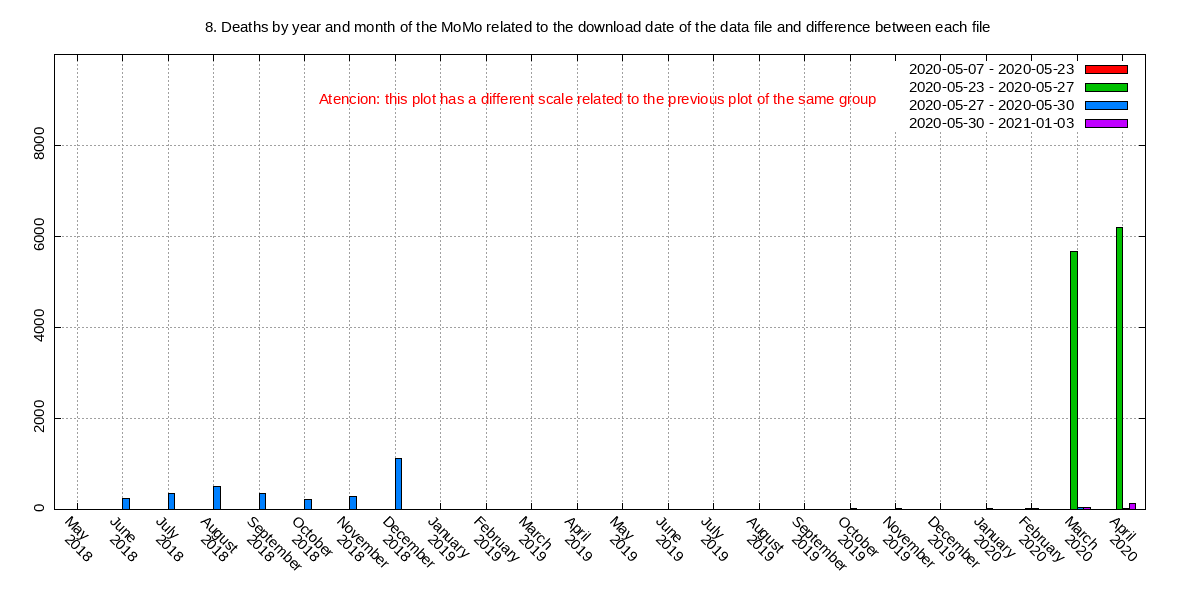 8. Deaths by year and month of the MoMo related to the download date of the data file and difference between each file
Atencion: this plot has a different scale related to the previous plot of the same group
2020-05-07 - 2020-05-23
2020-05-23 - 2020-05-27
2020-05-27 - 2020-05-30
2020-05-30 - 2021-01-03
8000
6000
4000
2000
0
May
2018
June
2018
July
2018
August
2018
September
2018
October
2018
November
2018
December
2018
January
2019
February
2019
March
2019
April
2019
May
2019
June
2019
July
2019
August
2019
September
2019
October
2019
November
2019
December
2019
January
2020
February
2020
March
2020
April
2020